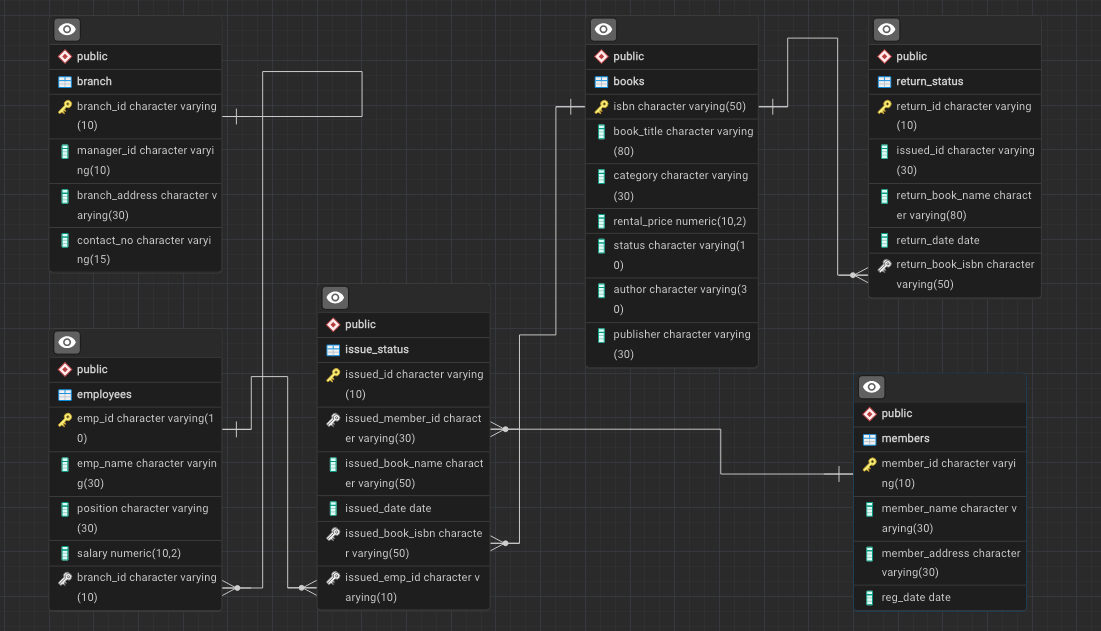 public
branch
branch_id character varying
(10)
manager_id character varyi
ng(10)
branch_address character v
arying(30)
contact_no character varyi
ng(15)
public
employees
emp_id character varying(1
0)
emp_name character varyin
g(30)
position character varying
(30)
salary numeric(10,2)
branch_id character varying
(10)
public
issue_status
issued_id character varying
(10)
issued_member_id charact
er varying(30)
issued_book_name charact
er varying(50)
issued_date date
issued_book_isbn characte
r varying(50)
issued_emp_id character v
arying(10)
public
books
isbn character varying(50)
book_title character varying
(80)
category character varying
(30)
rental_price numeric(10,2)
status character varying(1
0)
author character varying(3
0)
publisher character varying
(30)
public
return_status
return_id character varying
(10)
issued_id character varying
(30)
return_book_name charact
er varying(80)
return_date date
return_book_isbn character
varying(50)
public
members
member_id character varyi
ng(10)
member_name character v
arying(30)
member_address character
varying(30)
reg_date date